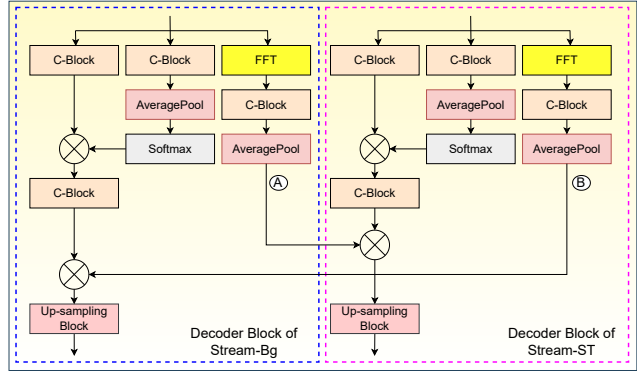 C-Block C-Block FFT C-Block C-Block FFT
AveragePool C-Block AveragePool C-Block
Softmax AveragePool Softmax AveragePool
C-Block A C-Block B
Up-sampling
Block
Decoder Block of
Stream-Bg
Up-sampling
Block
Decoder Block of
Stream-ST